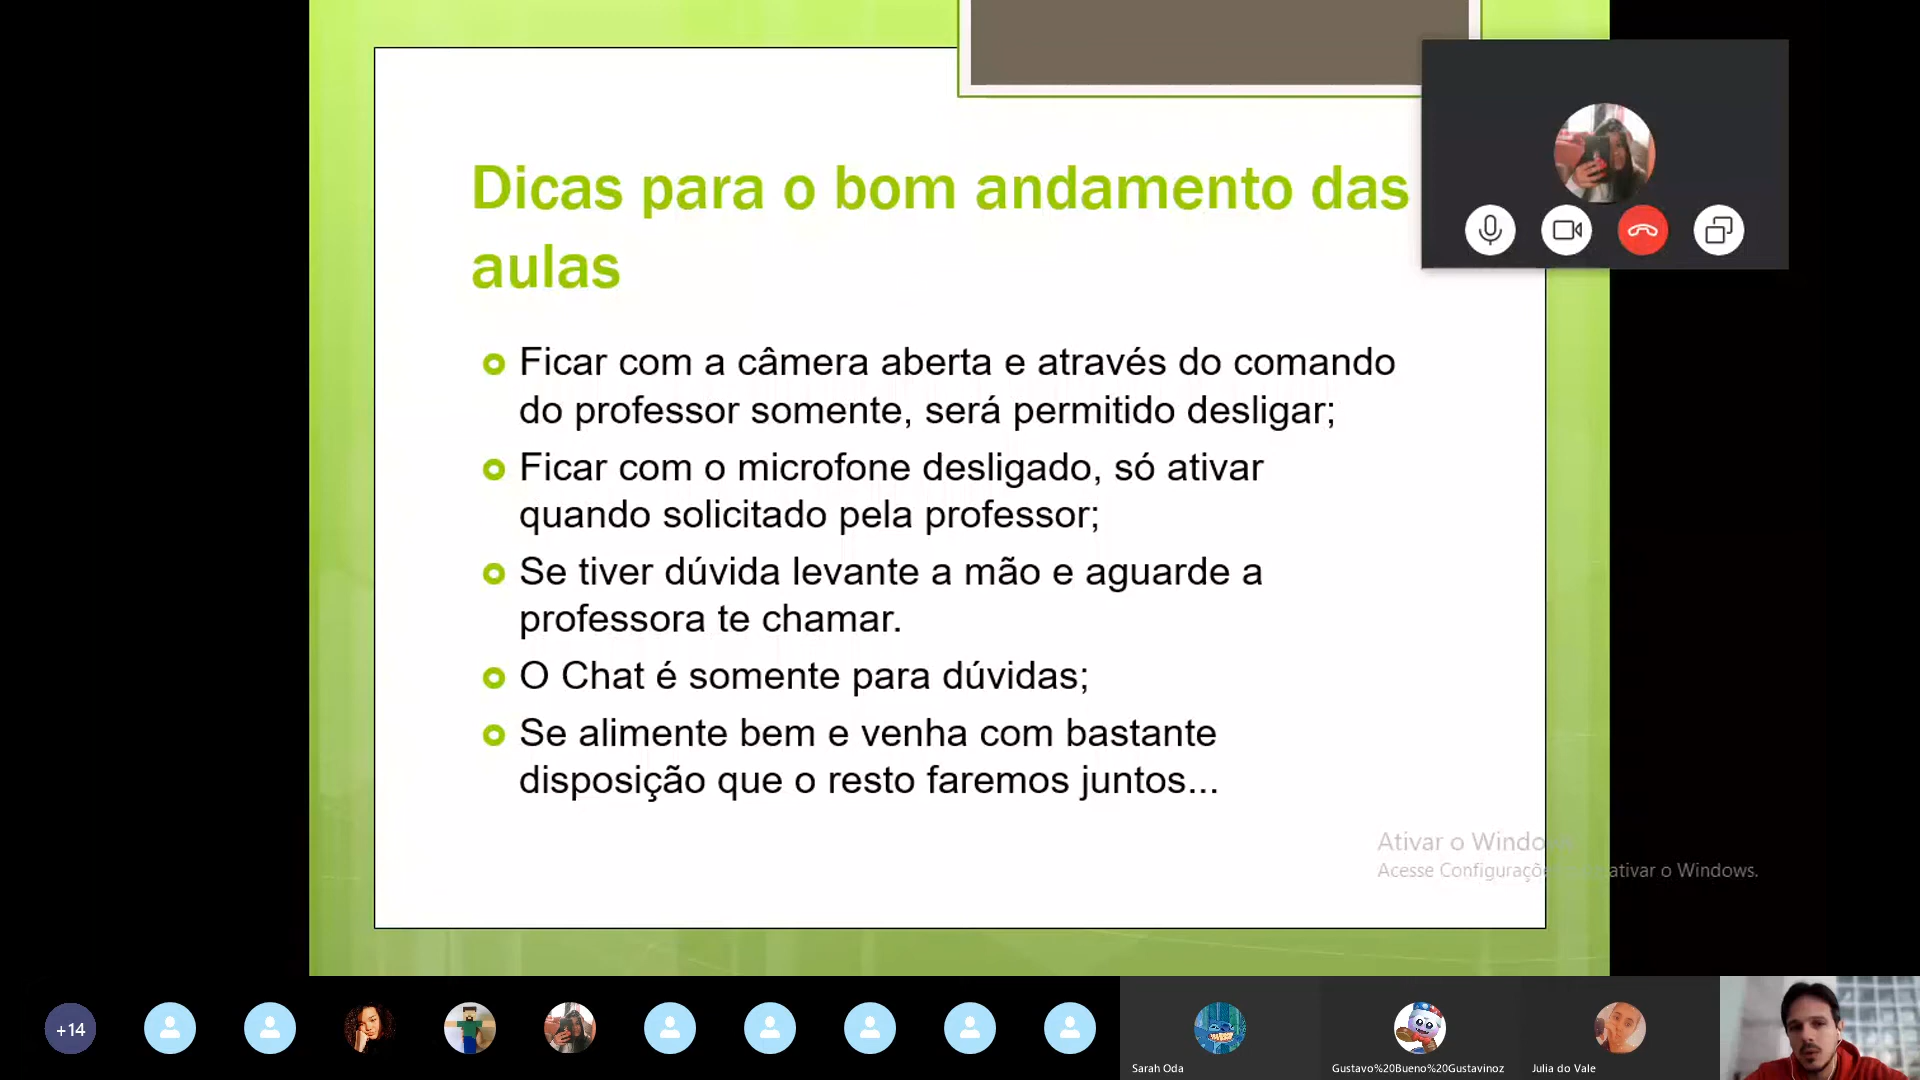 Dicas para o bom andamento das
aulas
Ficar com a câmera aberta e através do comando
do professor somente, será permitido desligar;
Ficar com o microfone desligado, só ativar
quando solicitado pela professor;
Se tiver dúvida levante a mão e aguarde a
professora te chamar.
O Chat é somente para dúvidas;
Se alimente bem e venha com bastante
disposição que o resto faremos juntos...
Ativar o
Acesse ativar o Windows.
+14
Sarah Oda
Gustavo%20Bueno%20Gustavinoz
Julia do Vale